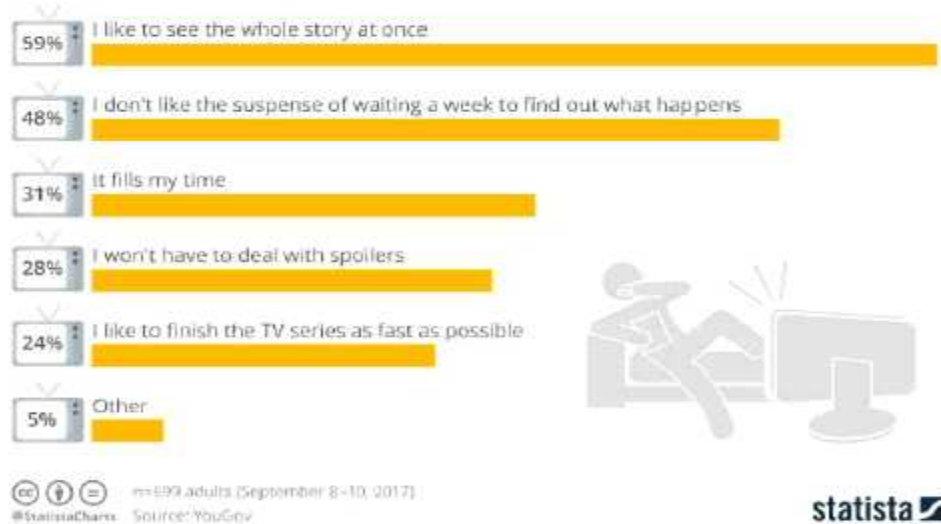 59% I like to see the whole story at once
48% I don't like the suspense of waiting a week to find out what happens
31% It fills my time
28% I won't have to deal with spoilers
24% I like to finish the TV series as fast as possible
5% Other
cc n=699 adults (September 8-10, 2017)
@StatistaCharts Source: YouGov
statista